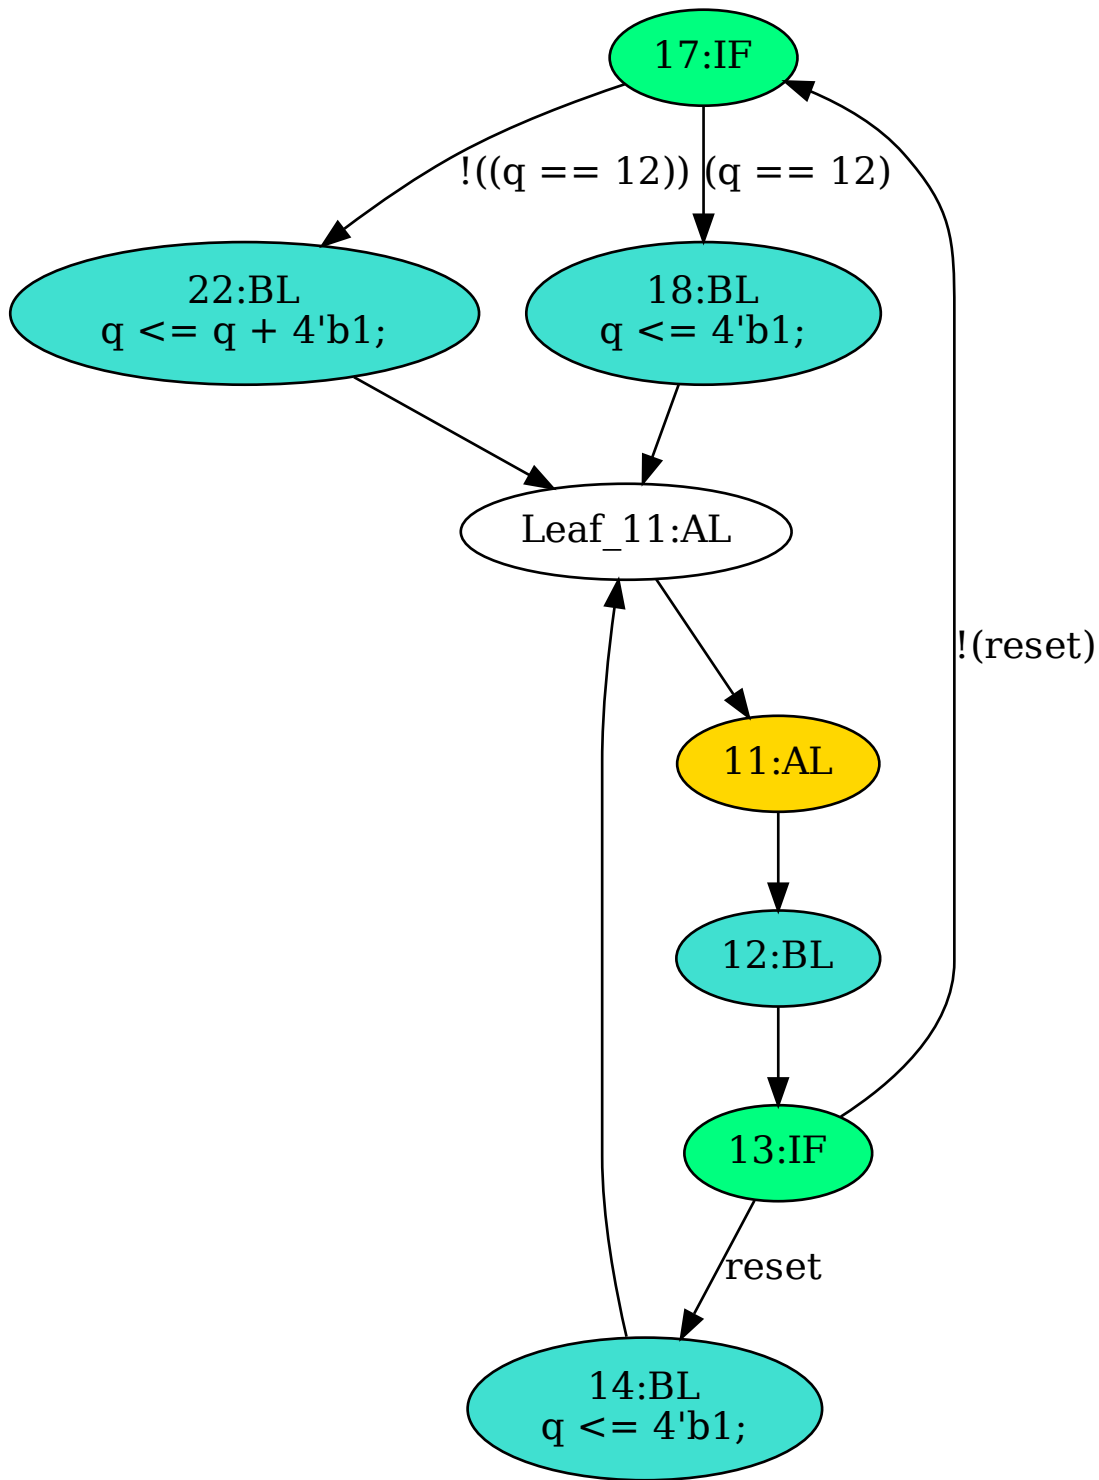 17:IF
!((q == 12))
(q == 12)
22:BL
q <= q + 4'b1;
18:BL
q <= 4'b1;
Leaf_11:AL
!(reset)
11:AL
12:BL
13:IF
reset
14:BL
q <= 4'b1;